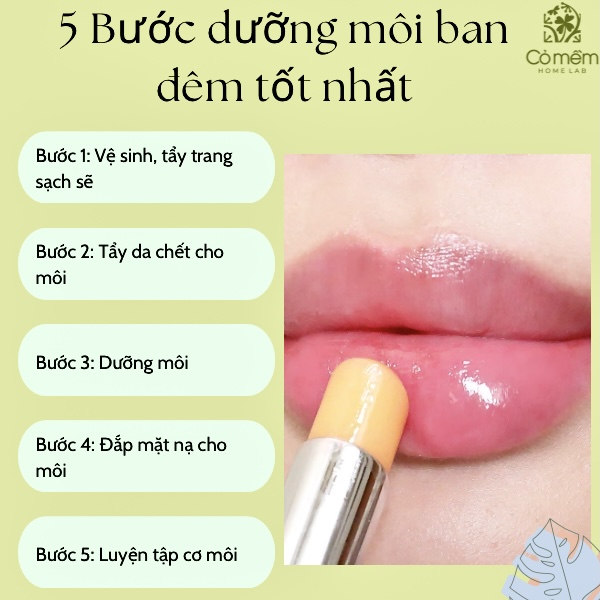 5 Bước dưỡng môi ban
đêm tốt nhất
Cỏ mềm
HOME LAB
Bước 1: Vệ sinh, tẩy trang
sạch sẽ
Bước 2: Tẩy da chết cho
môi
Bước 3: Dưỡng môi
Bước 4: Đắp mặt nạ cho
môi
Bước 5: Luyện tập cơ môi